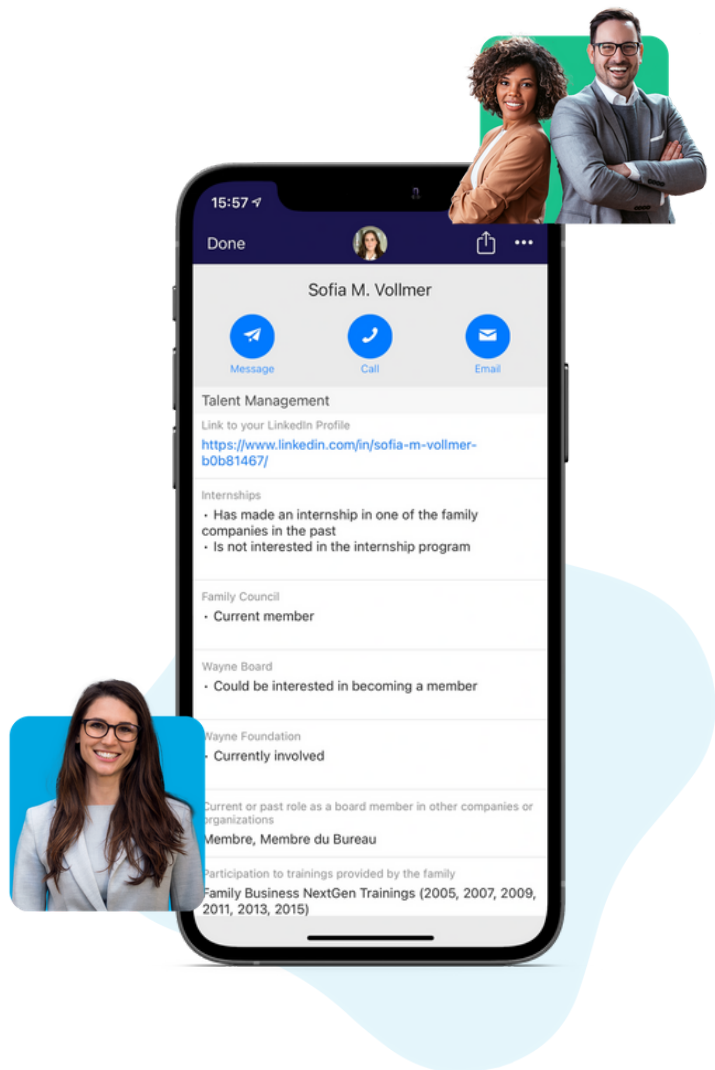 15:57
Done
Sofia M. Vollmer
Message
Call
Email
Talent Management
Link to your LinkedIn Profile
https://www.linkedin.com/in/sofia-m-vollmer-
b0b81467/
Internships
· Has made an internship in one of the family
companies in the past
· Is not interested in the internship program
Family Council
· Current member
Wayne Board
· Could be interested in becoming a member
Wayne Foundation
· Currently involved
Current or past role as a board member in other companies or
organizations
Membre, Membre du Bureau
Participation to trainings provided by the family
Family Business NextGen Trainings (2005, 2007, 2009,
2011, 2013, 2015)